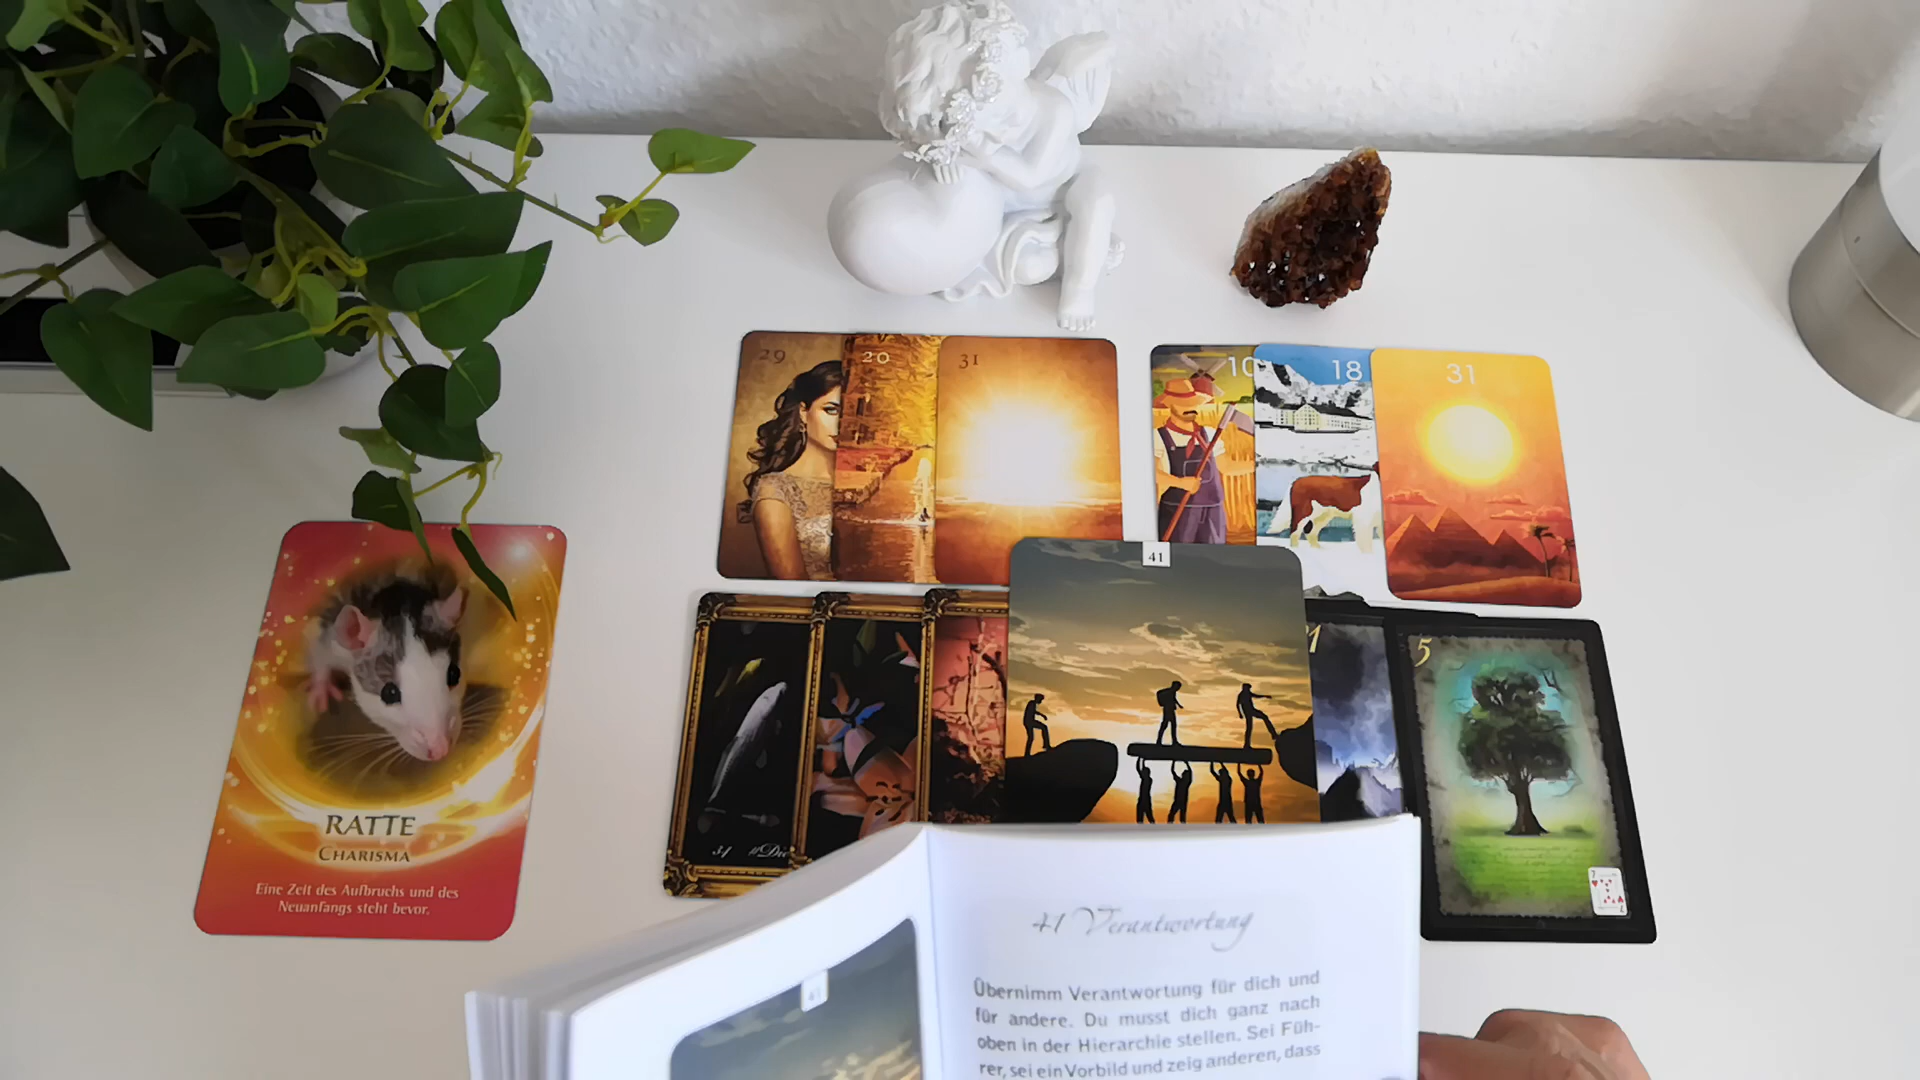 29
20
31
10
18
31
41
5
7
RATTE
CHARISMA
Eine Zeit des Aufbruchs und des
Neuanfangs steht bevor.
34
41
41 Verantwortung
Übernimm Verantwortung für dich und
für andere. Du musst dich ganz nach
oben in der Hierarchie stellen. Sei Füh-
rer, sei ein Vorbild und zeig anderen, dass